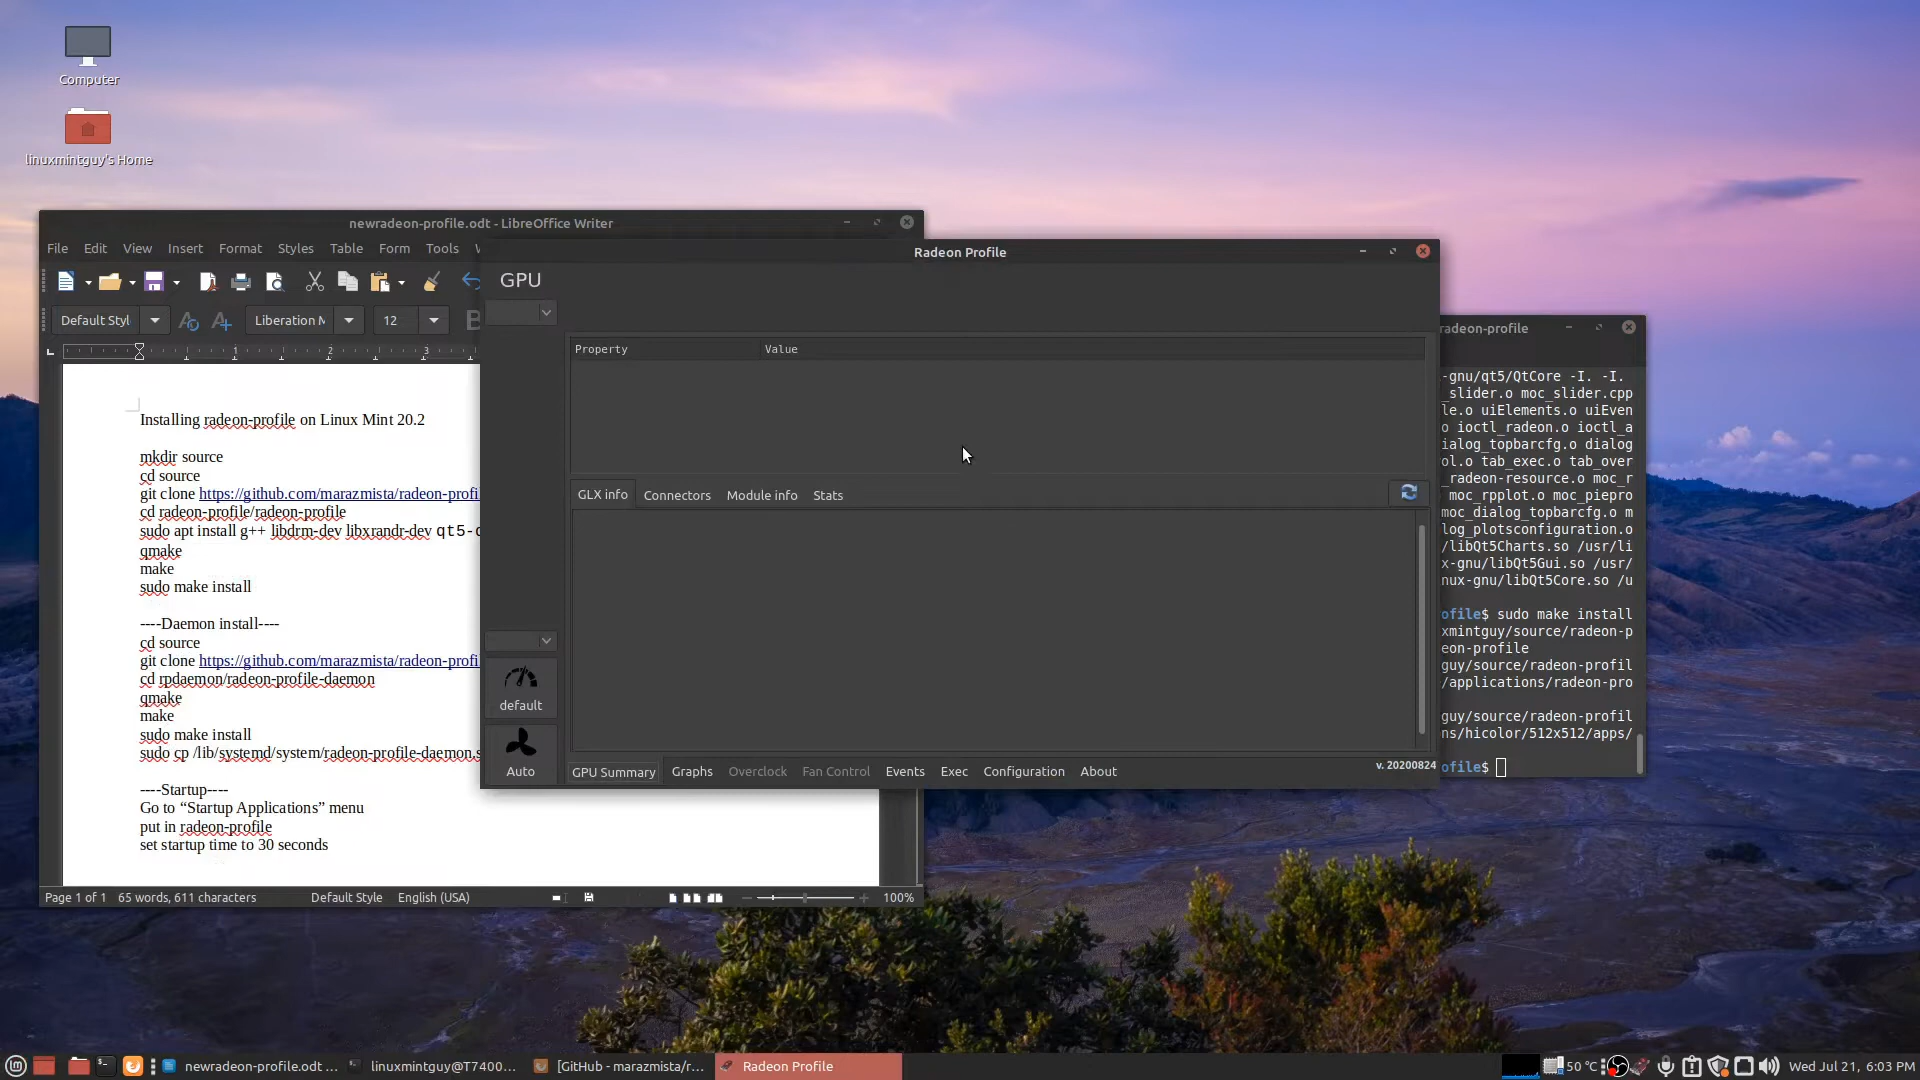 Computer
linuxmintguy's Home
newradeon-profile.odt - LibreOffice Writer
File Edit View Insert Format Styles Table Form Tools
Default Styl
Liberation
12
1 2 3
Installing radeon-profile on Linux Mint 20.2
mkdir source
cd source
git clone https://github.com/marazmista/radeon-profil
cd radeon-profile/radeon-profile
sudo apt install g++ libdrm-dev libxrandr-dev qt5-
qmake
make
sudo make install
----Daemon install----
cd source
git clone https://github.com/marazmista/radeon-profil
cd rpdaemon/radeon-profile-daemon
qmake
make
sudo make install
sudo cp /lib/systemd/system/radeon-profile-daemon.s
----Startup----
Go to “Startup Applications” menu
put in radeon-profile
set startup time to 30 seconds
Page 1 of 1 65 words, 611 characters Default Style English (USA) 100%
Radeon Profile
GPU
Property Value
GLX info Connectors Module info Stats
default
Auto
GPU Summary Graphs Overclock Fan Control Events Exec Configuration About
v. 20200824
radeon-profile
-gnu/qt5/QtCore -I. -I.
_slider.o moc_slider.cpp
le.o uiElements.o uiEven
o ioctl_radeon.o ioctl_a
ialog_topbarcfg.o dialog
ol.o tab_exec.o tab_over
_radeon-resource.o moc_r
moc_rpplot.o moc_piepro
moc_dialog_topbarcfg.o m
log_plotsconfiguration.o
/libQt5Charts.so /usr/li
x-gnu/libQt5Gui.so /usr/
nux-gnu/libQt5Core.so /u
ofile$ sudo make install
xmintguy/source/radeon-p
eon-profile
guy/source/radeon-profil
/applications/radeon-pro
guy/source/radeon-profil
ns/hicolor/512x512/apps/
ofile$
newradeon-profile.odt ...
linuxmintguy@T7400...
[GitHub - marazmista/r...
Radeon Profile
50 °C
Wed Jul 21, 6:03 PM